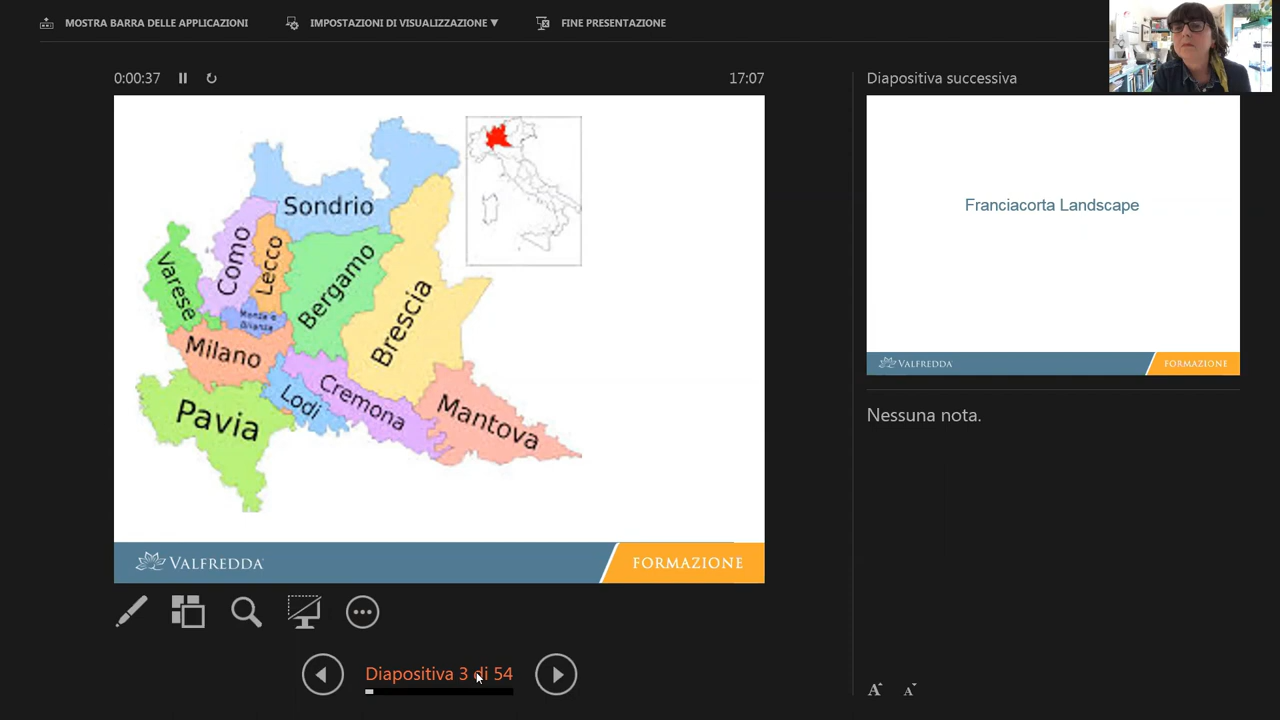 MOSTRA BARRA DELLE APPLICAZIONI
IMPOSTAZIONI DI VISUALIZZAZIONE ▼
FINE PRESENTAZIONE
0:00:37
17:07
Sondrio
Varese
Como
Lecco
Bergamo
Brescia
Monza e
Brianza
Milano
Lodi
Cremona
Mantova
Pavia
VALFREDDA
FORMAZIONE
Diapositiva 3 di 54
Diapositiva successiva
Franciacorta Landscape
VALFREDDA
FORMAZIONE
Nessuna nota.
A A